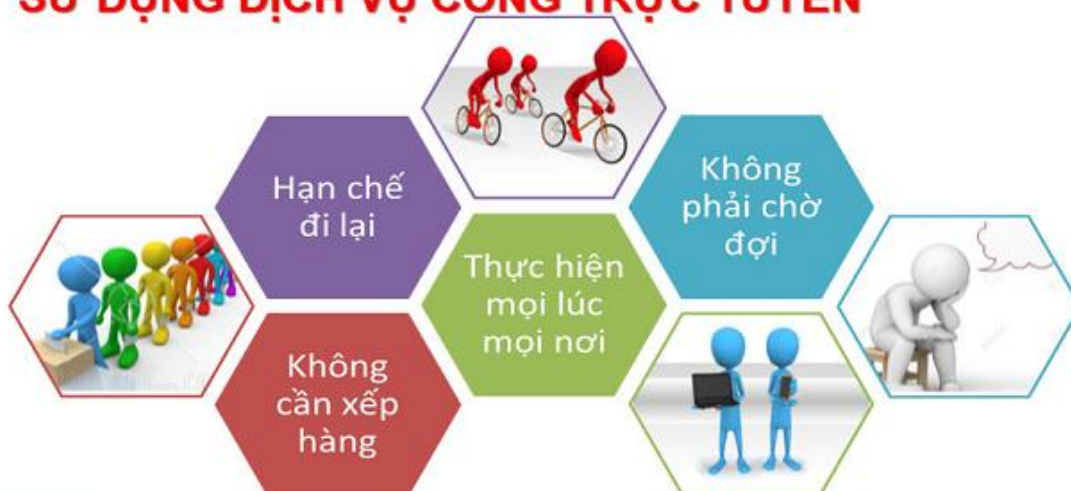 SỬ DỤNG DỊCH VỤ CÔNG TRỰC TUYẾN
Hạn chế
đi lại
Không
phải chờ
đợi
Thực hiện
mọi lúc
mọi nơi
Không
cần xếp
hàng